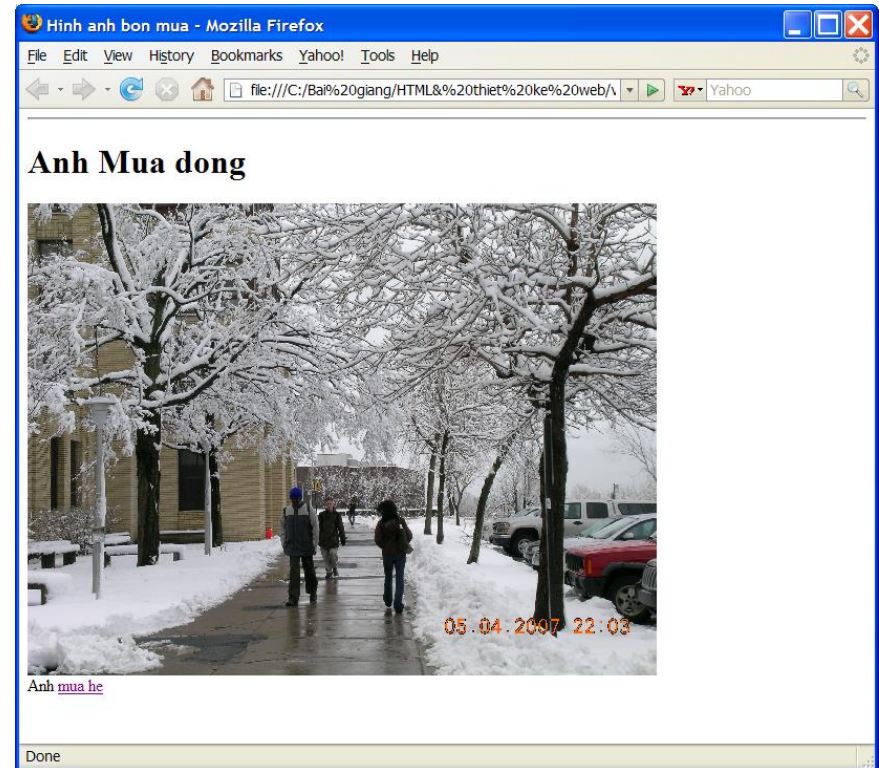 Hinh anh bon mua - Mozilla Firefox
File Edit View History Bookmarks Yahoo! Tools Help
file:///C:/Bai%20giang/HTML&%20thiet%20ke%20web/ Yahoo
Anh Mua dong
05.04.2007 22:03
Anh mua he
Done